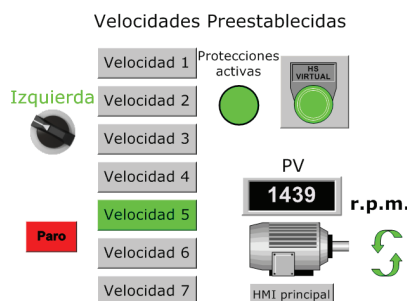 Velocidades Preestablecidas
Velocidad 1
Protecciones
activas
HS
VIRTUAL
Izquierda
Velocidad 2
Velocidad 3
Velocidad 4
PV
1439
r.p.m.
Velocidad 5
Paro
Velocidad 6
Velocidad 7
HMI principal